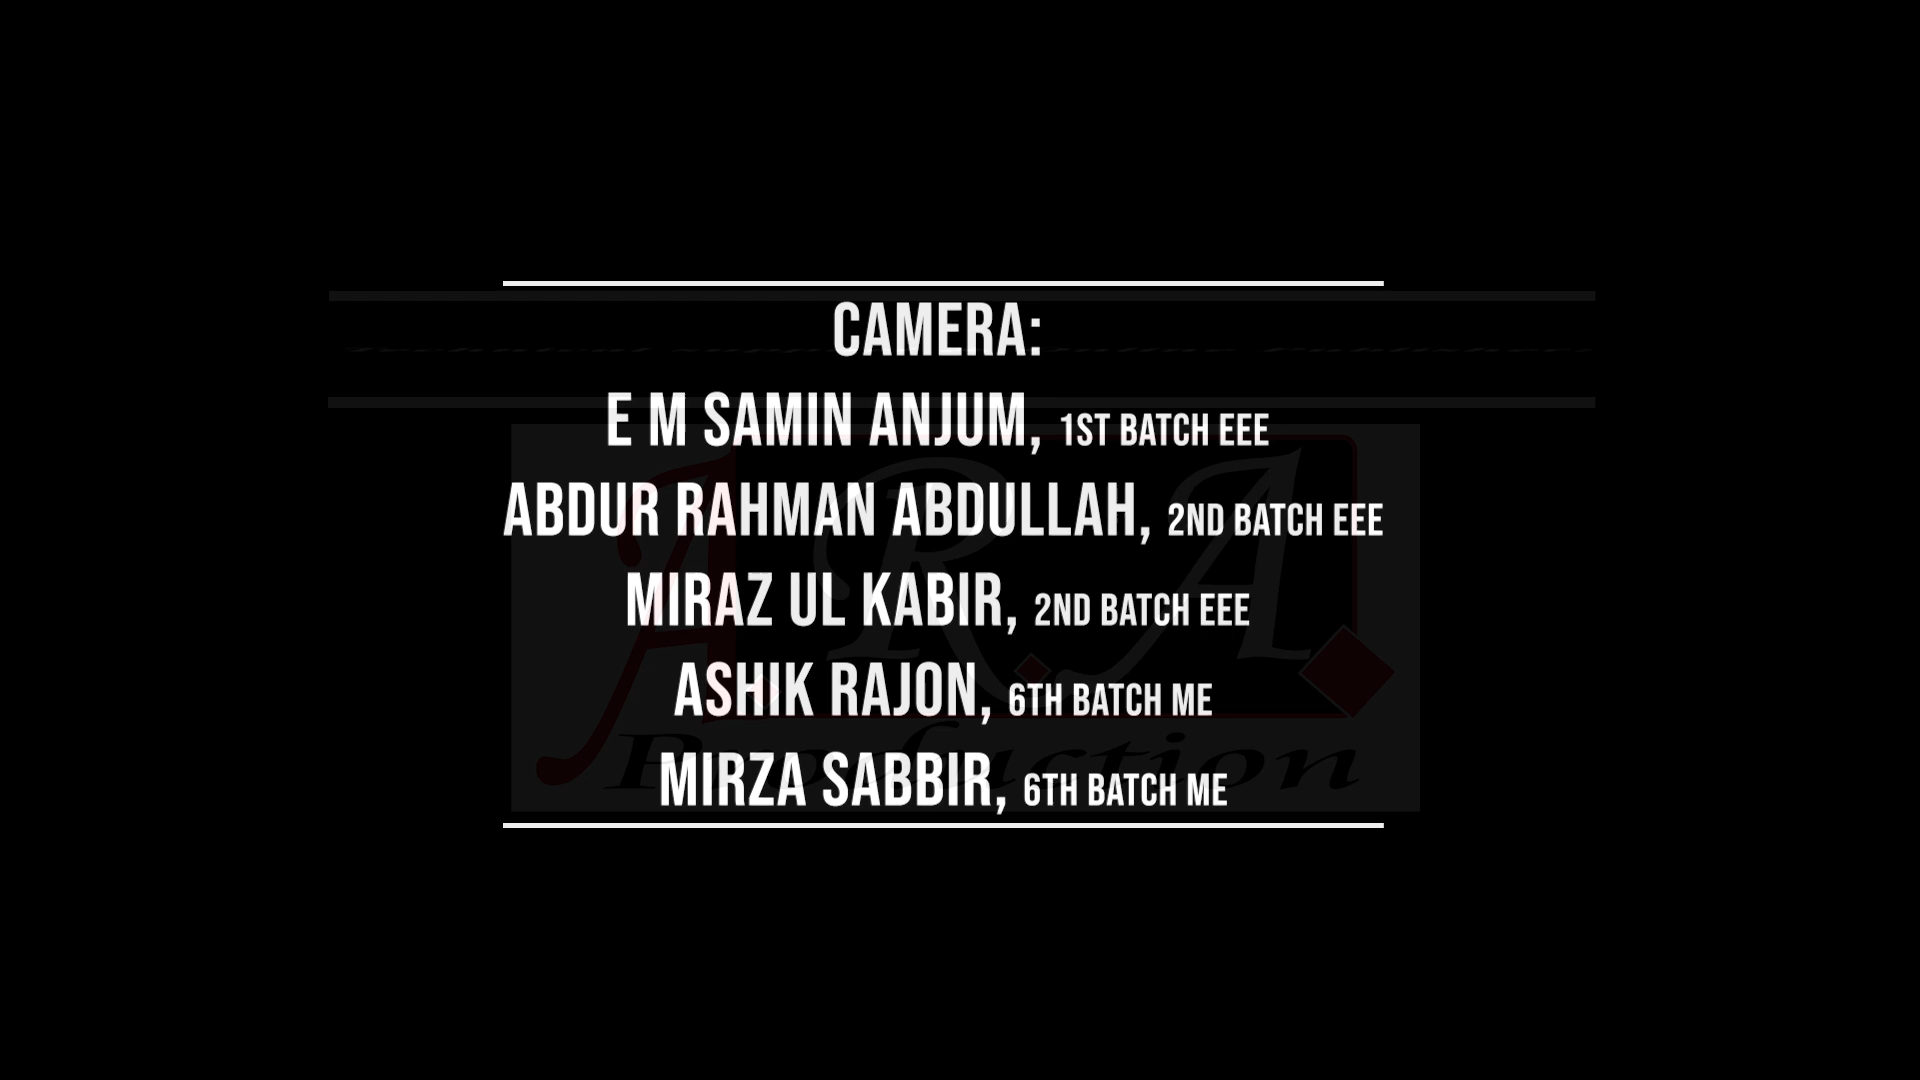 CAMERA:
E M SAMIN ANJUM, 1ST BATCH EEE
ABDUR RAHMAN ABDULLAH, 2ND BATCH EEE
MIRAZ UL KABIR, 2ND BATCH EEE
ASHIK RAJON, 6TH BATCH ME
MIRZA SABBIR, 6TH BATCH ME
A.R.A.
Production